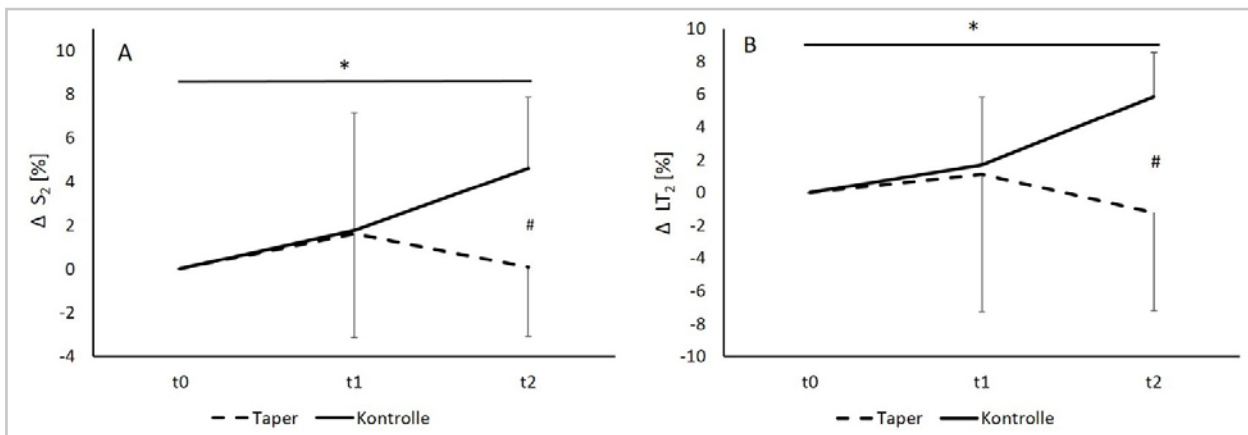 A
*
10
8
6
4
2
0
-2
-4
Δ S₂ [%]
#
t0 t1 t2
Taper Kontrolle
B
*
10
8
6
4
2
0
-2
-4
-6
-8
-10
Δ LT₂ [%]
#
t0 t1 t2
Taper Kontrolle